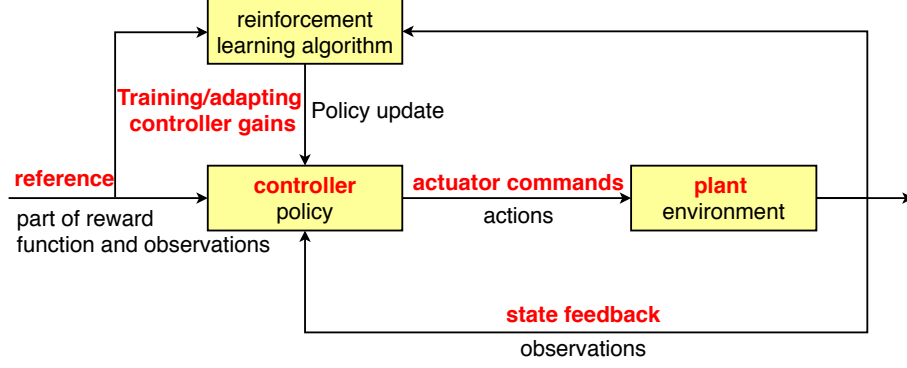 reinforcement
learning algorithm
Training/adapting
controller gains
Policy update
reference
part of reward
function and observations
controller
policy
actuator commands
actions
plant
environment
state feedback
observations